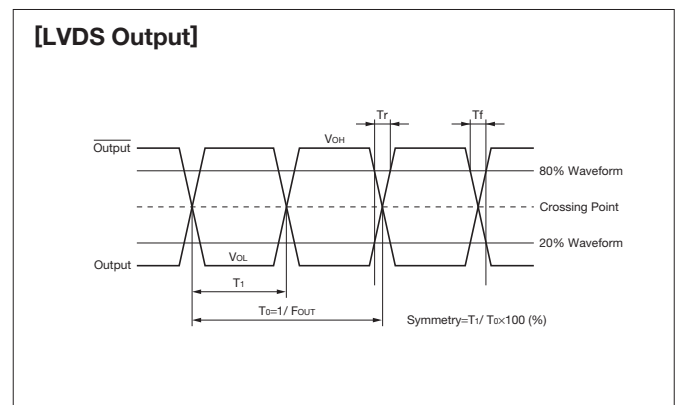 [LVDS Output]
Tr
Tf
VOH
Output
80% Waveform
Crossing Point
20% Waveform
VOL
Output
T1
T0=1/ FOUT
Symmetry=T1/ T0×100 (%)